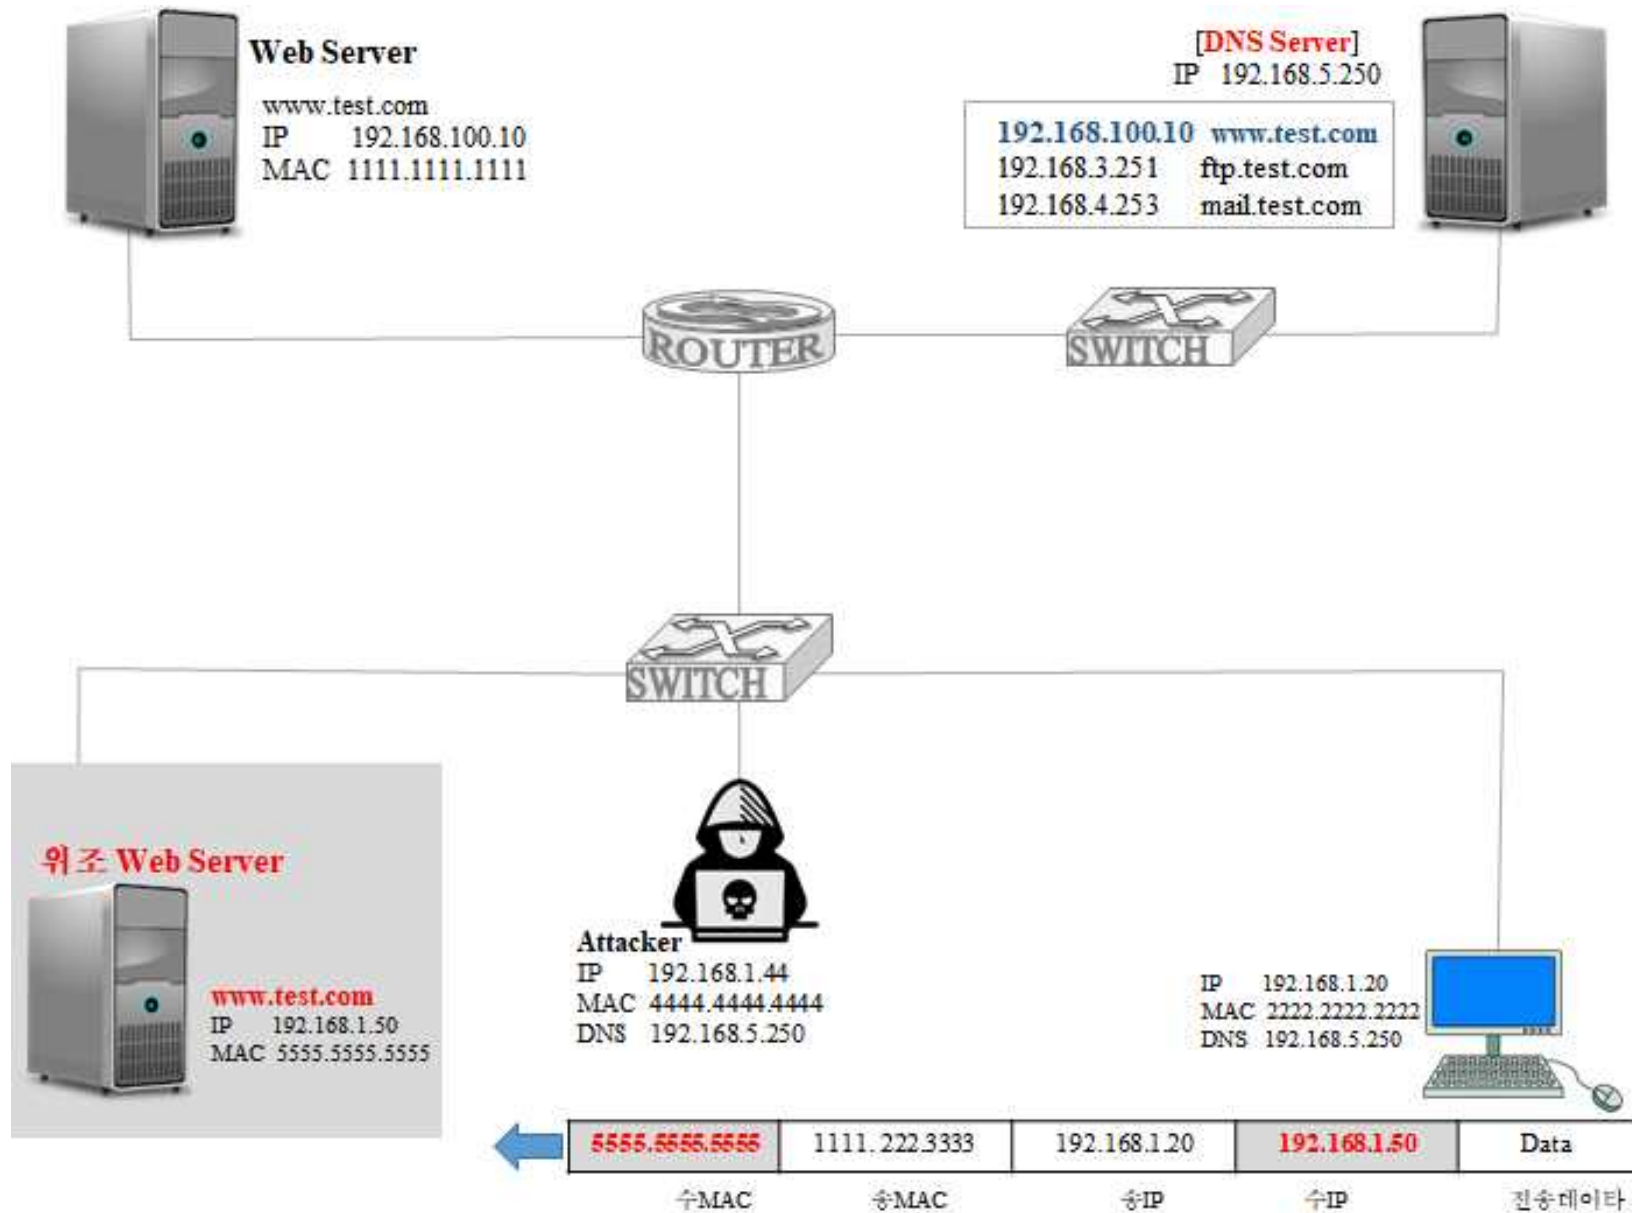 Web Server
www.test.com
IP 192.168.100.10
MAC 1111.1111.1111
[DNS Server]
IP 192.168.5.250
192.168.100.10 www.test.com
192.168.3.251 ftp.test.com
192.168.4.253 mail.test.com
ROUTER
SWITCH
SWITCH
위조 Web Server
www.test.com
IP 192.168.1.50
MAC 5555.5555.5555
Attacker
IP 192.168.1.44
MAC 4444.4444.4444
DNS 192.168.5.250
IP 192.168.1.20
MAC 2222.2222.2222
DNS 192.168.5.250
5555.5555.5555 1111. 222.3333 192.168.1.20 192.168.1.50 Data
수MAC 송MAC 송IP 수IP 전송데이타